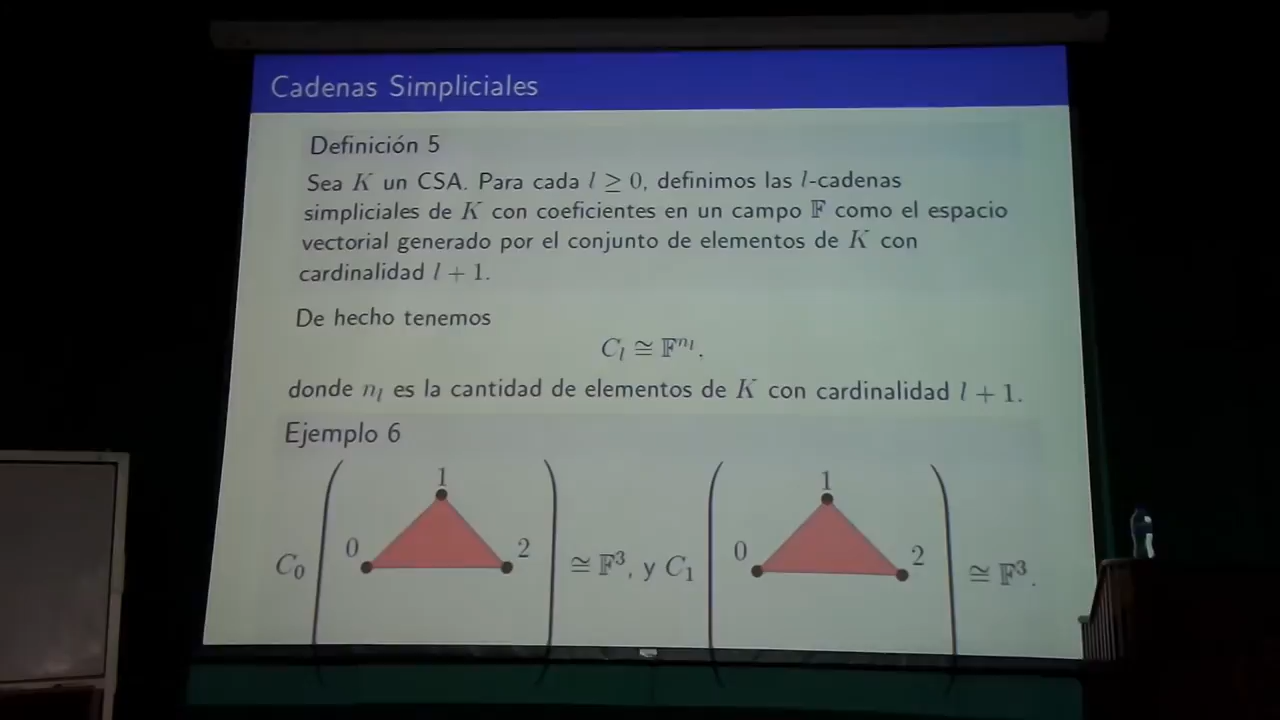 Cadenas Simpliciales
Definición 5
Sea K un CSA. Para cada l ≥ 0, definimos las l-cadenas
simpliciales de K con coeficientes en un campo 𝔽 como el espacio
vectorial generado por el conjunto de elementos de K con
cardinalidad l + 1.
De hecho tenemos
C_l ≅ 𝔽^{n_l},
donde n_l es la cantidad de elementos de K con cardinalidad l + 1.
Ejemplo 6
C_0 ( 0 1 2 ) ≅ 𝔽^3, y C_1 ( 0 1 2 ) ≅ 𝔽^3.